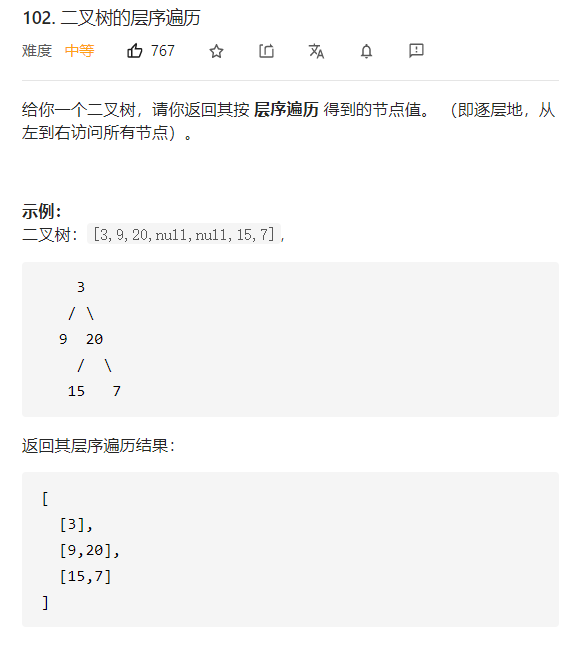 102. 二叉树的层序遍历
难度 中等 767
给你一个二叉树，请你返回其按 层序遍历 得到的节点值。 （即逐层地，从
左到右访问所有节点）。
示例：
二叉树：[3,9,20,null,null,15,7],
3
/ \
9 20
/ \
15 7
返回其层序遍历结果：
[
[3],
[9,20],
[15,7]
]